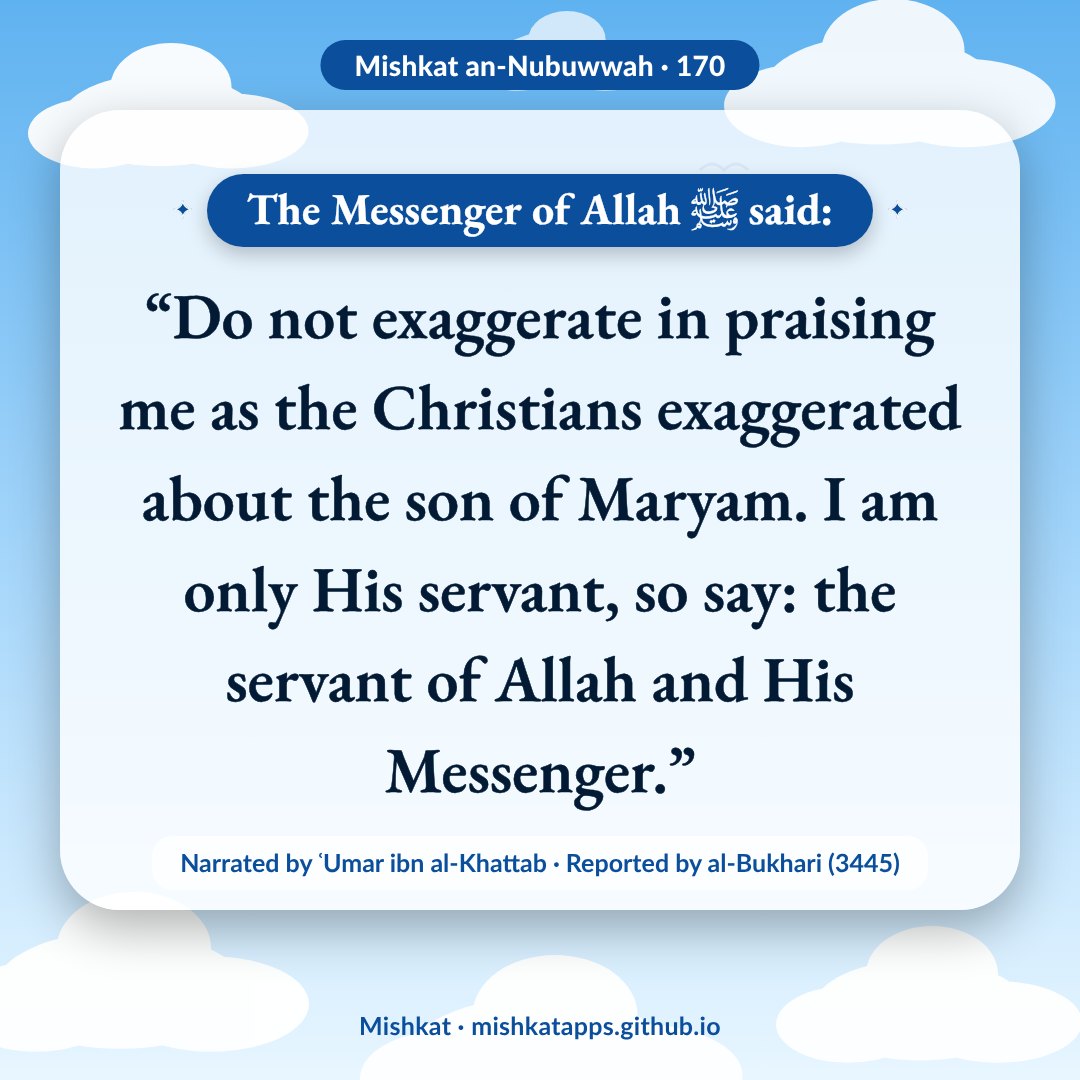 Mishkat an-Nubuwwah · 170
The Messenger of Allah ﷺ said:
“Do not exaggerate in praising
me as the Christians exaggerated
about the son of Maryam. I am
only His servant, so say: the
servant of Allah and His
Messenger.”
Narrated by ʿUmar ibn al-Khattab · Reported by al-Bukhari (3445)
Mishkat · mishkatapps.github.io